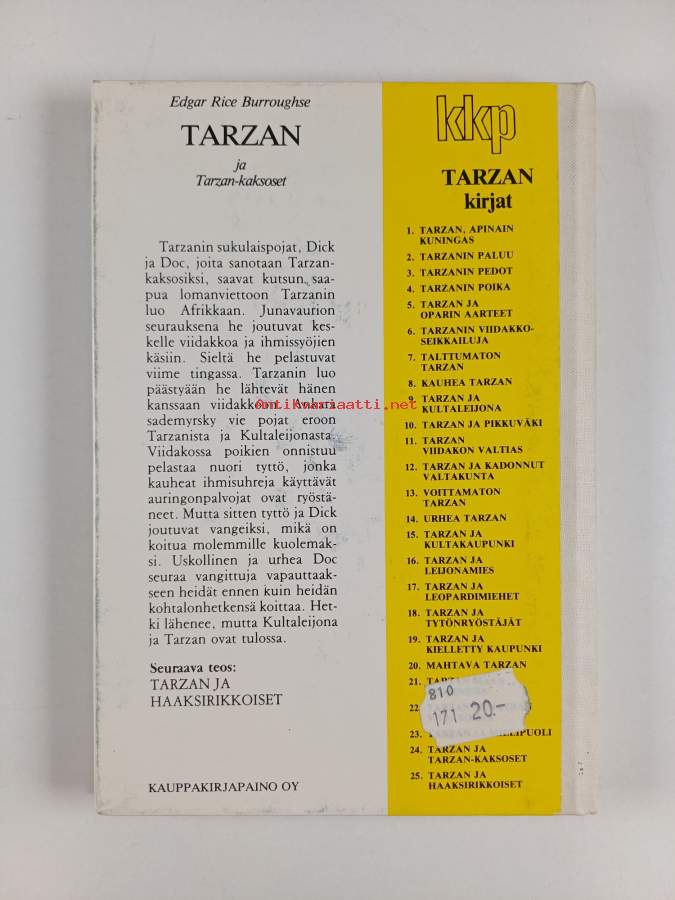 Edgar Rice Burroughse
TARZAN
ja
Tarzan-kaksoset
Tarzanin sukulaispojat, Dick
ja Doc, joita sanotaan Tarzan-
kaksosiksi, saavat kutsun saa-
pua lomanviettoon Tarzanin
luo Afrikkaan. Junavaurion
seurauksena he joutuvat kes-
kelle viidakkoa ja ihmissyöjien
käsiin. Sieltä he pelastuvat
viime tingassa. Tarzanin luo
päästyään he lähtevät hänen
kanssaan viidakkoon. Ankara
sademyrsky vie pojat eroon
Tarzanista ja Kultaleijonasta.
Viidakossa poikien onnistuu
pelastaa nuori tyttö, jonka
kauheat ihmisuhreja käyttävät
auringonpalvojat ovat ryöstä-
neet. Mutta sitten tyttö ja Dick
joutuvat vangeiksi, mikä on
koitua molemmille kuolemak-
si. Uskollinen ja urhea Doc
seuraa vangittuja vapauttaak-
seen heidät ennen kuin heidän
kohtalonhetkensä koittaa. Het-
ki lähenee, mutta Kultaleijona
ja Tarzan ovat tulossa.
Seuraava teos:
TARZAN JA
HAAKSIRIKKOISET
KAUPPAKIRJAPAINO OY
kkp
TARZAN
kirjat
1. TARZAN, APINAIN
KUNINGAS
2. TARZANIN PALUU
3. TARZANIN PEDOT
4. TARZANIN POIKA
5. TARZAN JA
OPARIN AARTEET
6. TARZANIN VIIDAKKO-
SEIKKAILUJA
7. TALTTUMATON
TARZAN
8. KAUHEA TARZAN
9. TARZAN JA
KULTALEIJONA
10. TARZAN JA PIKKUVÄKI
11. TARZAN
VIIDAKON VALTIAS
12. TARZAN JA KADONNUT
VALTAKUNTA
13. VOITTAMATON
TARZAN
14. URHEA TARZAN
15. TARZAN JA
KULTAKAUPUNKI
16. TARZAN JA
LEIJONAMIES
17. TARZAN JA
LEOPARDIMIEHET
18. TARZAN JA
TYTÖNRYÖSTÄJÄT
19. TARZAN JA
KIELLETTY KAUPUNKI
20. MAHTAVA TARZAN
21.
22.
23.
24. TARZAN JA
TARZAN-KAKSOSET
25. TARZAN JA
HAAKSIRIKKOISET
810
171 20.-
Antikvariaatti.net